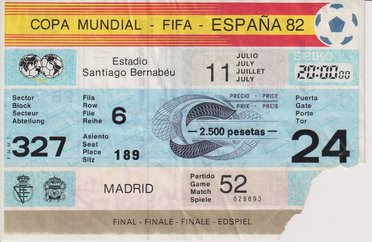 COPA MUNDIAL - FIFA - ESPAÑA 82
Estadio
Santiago Bernabéu
11
JULIO
JULY
JUILLET
JULY
SEIKO
20:00 00
Sector
Block
Secteur
Abteilung
327
Fila
Row
File
Reihe
6
Asiento
Seat
Place
Sitz
189
PRECIO - PRICE
PRIX - PREIS
2.500 pesetas
Puerta
Gate
Porte
Tor
24
MADRID
Partido
Game
Match
Spiele
52
028693
FINAL - FINALE - FINALE - EDSPIEL